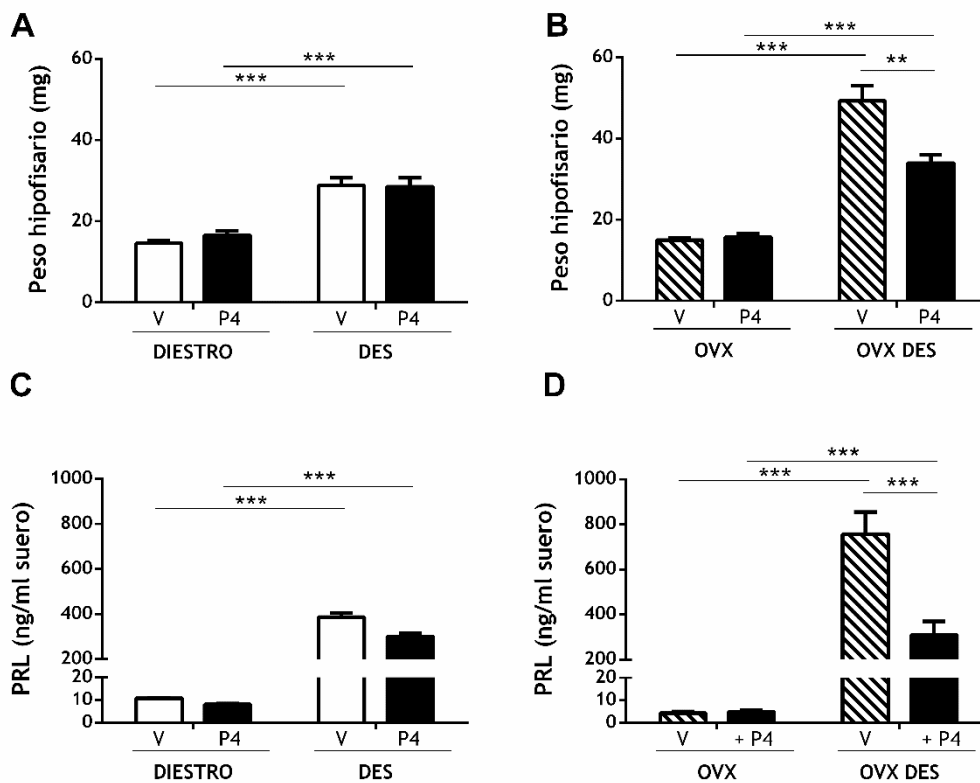 A
Peso hipofisario (mg)
60
40
20
0
***
***
V P4 V P4
DIESTRO DES
B
Peso hipofisario (mg)
60
40
20
0
***
***
**
V P4 V P4
OVX OVX DES
C
PRL (ng/ml suero)
1000
800
600
400
200
20
10
0
***
***
V P4 V P4
DIESTRO DES
D
PRL (ng/ml suero)
1000
800
600
400
200
20
10
0
***
***
***
V + P4 V + P4
OVX OVX DES